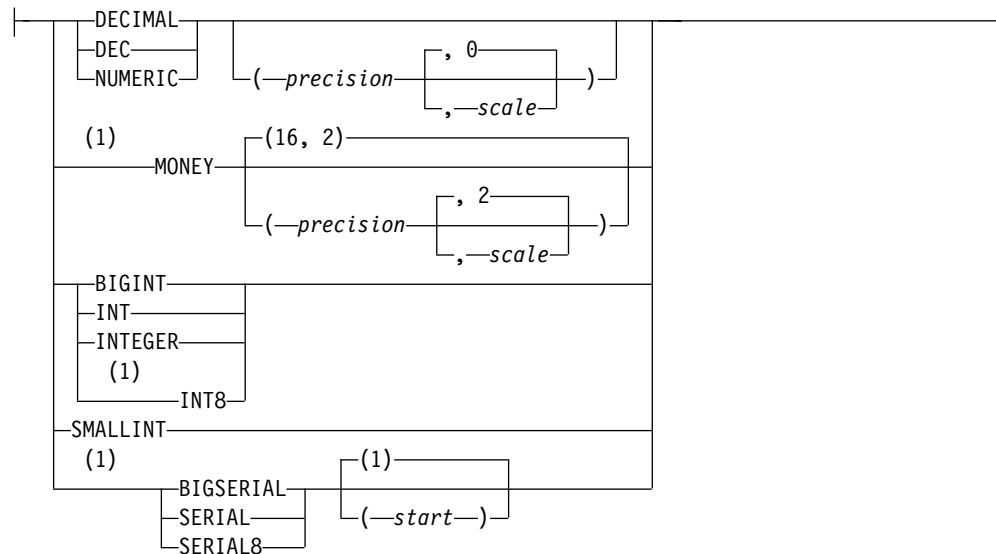 DECIMAL
DEC
NUMERIC
( precision , 0 )
, scale
(1)
MONEY
(16, 2)
( precision , 2 )
, scale
BIGINT
INT
INTEGER
(1)
INT8
SMALLINT
(1)
BIGSERIAL
SERIAL
SERIAL8
(1)
( start )